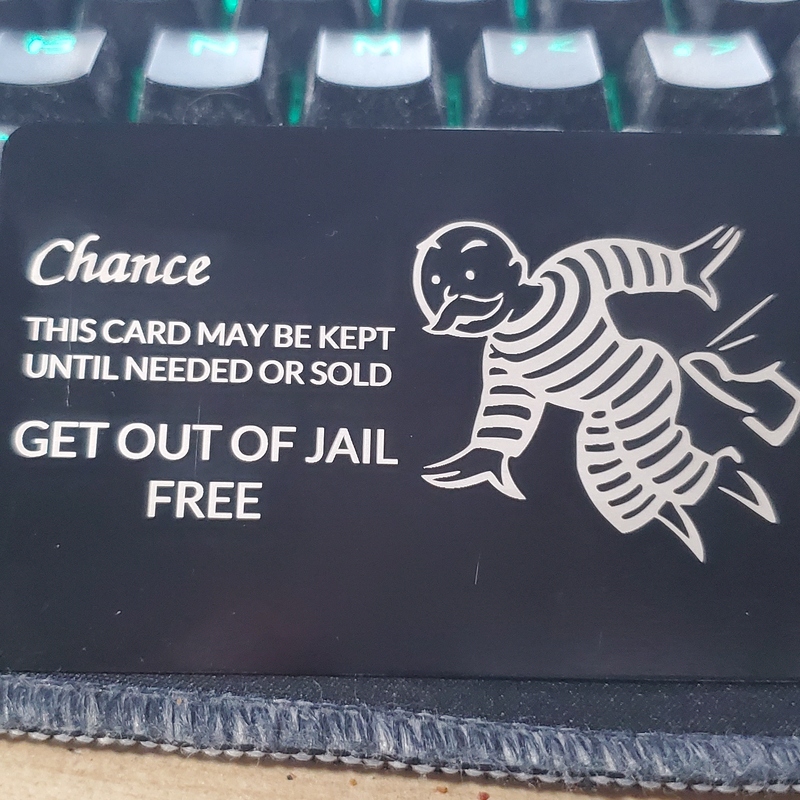 Chance
THIS CARD MAY BE KEPT
UNTIL NEEDED OR SOLD
GET OUT OF JAIL
FREE